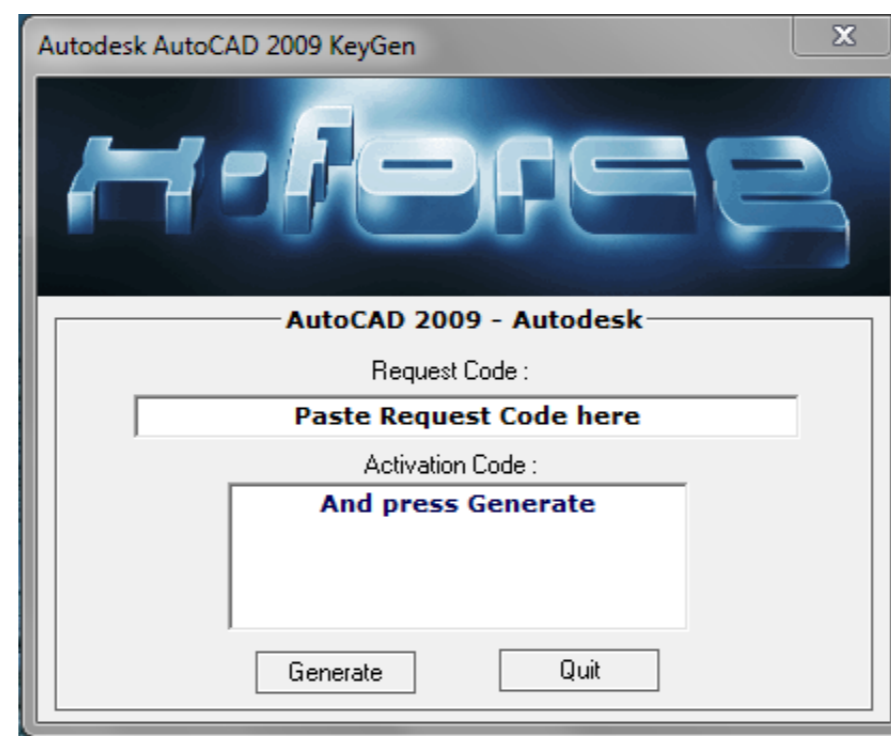 Autodesk AutoCAD 2009 KeyGen
X-force
AutoCAD 2009 - Autodesk
Request Code :
Paste Request Code here
Activation Code :
And press Generate
Generate
Quit